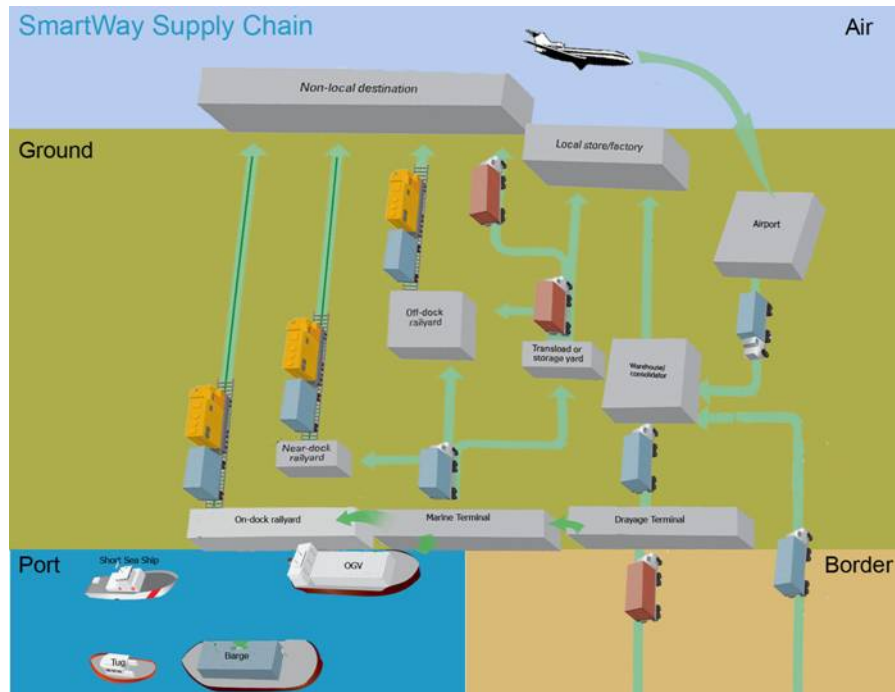 SmartWay Supply Chain
Air
Non-local destination
Ground
Local store/factory
Airport
Off-dock
railyard
Transload or
storage yard
Warehouse/
consolidator
Near-dock
railyard
On-dock railyard
Marine Terminal
Drayage Terminal
Port
Short Sea Ship
OGV
Border
Tug
Barge